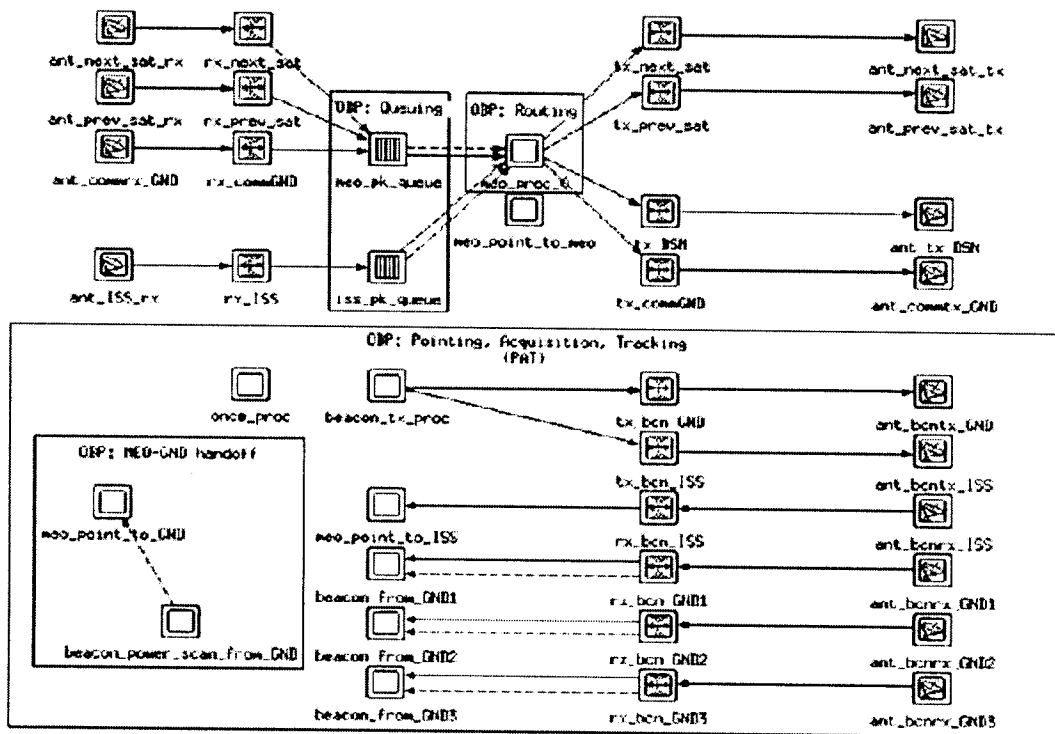 ant_next_sat_rx
rx_next_sat
tx_next_sat
ant_next_sat_tx
OBP: Queuing
OBP: Routing
ant_prev_sat_rx
rx_prev_sat
tx_prev_sat
ant_prev_sat_tx
ant_commrx_GND
rx_commGND
meo_pk_queue
meo_point_to_meo
tx_DSN
ant_tx_DSN
ant_ISS_rx
rx_ISS
iss_pk_queue
tx_commGND
ant_commtx_GND
OBP: Pointing, Acquisition, Tracking
(PAT)
once_proc
beacon_tx_proc
tx_bcn_GND
ant_bcntx_GND
OBP: MEO-GND handoff
tx_bcn_ISS
ant_bcntx_ISS
meo_point_to_GND
meo_point_to_ISS
rx_bcn_ISS
ant_bcnrx_ISS
beacon_from_GND1
rx_bcn_GND1
ant_bcnrx_GND1
beacon_power_scan_from_GND
beacon_from_GND2
rx_bcn_GND2
ant_bcnrx_GND2
beacon_from_GND3
rx_bcn_GND3
ant_bcnrx_GND3